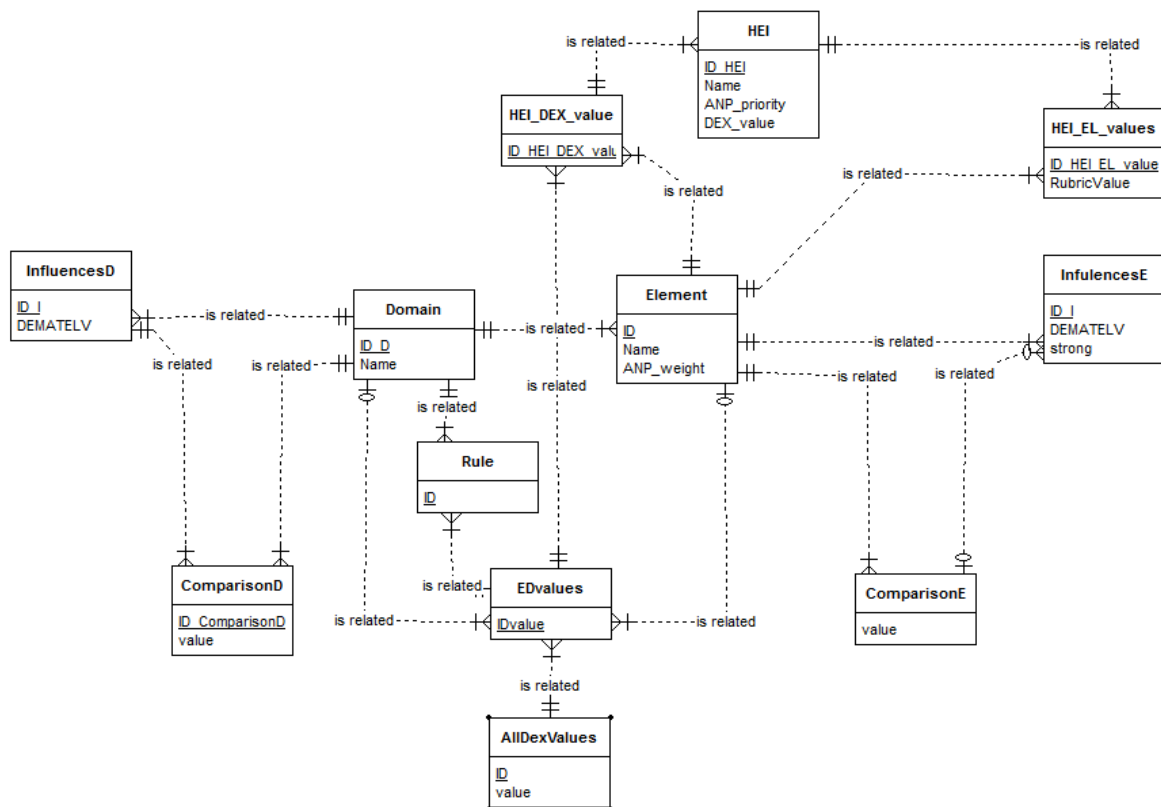 HEI
ID_HEI
Name
ANP_priority
DEX_value
is related
is related
HEI_DEX_value
ID_HEI_DEX_valu
HEI_EL_values
ID_HEI_EL_value
RubricValue
is related
is related
InfluencesD
ID_I
DEMATELV
is related
Domain
ID_D
Name
is related
Element
ID
Name
ANP_weight
InfulencesE
ID_I
DEMATELV
strong
is related
is related
is related
is related
is related
is related
is related
Rule
ID
ComparisonD
ID_ComparisonD
value
is related
EDvalues
IDvalue
is related
is related
ComparisonE
value
is related
AllDexValues
ID
value